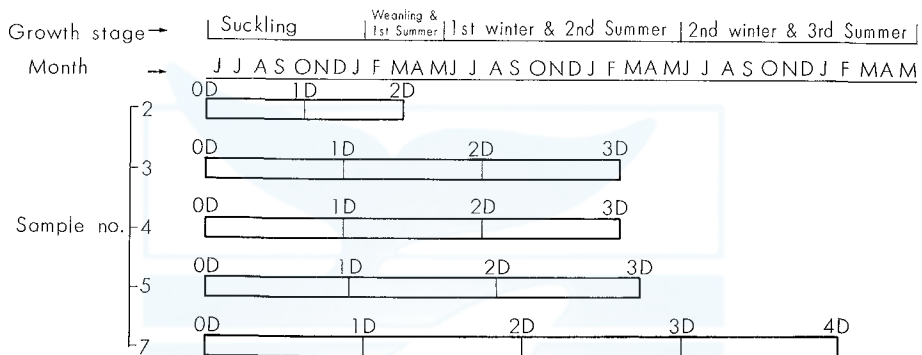 Growth stage→ Suckling Weaniing & 1st Summer 1st winter & 2nd Summer 2nd winter & 3rd Summer
Month → J J A S O N D J F M A M J J A S O N D J F M A M J J A S O N D J F M A M
0D 1D 2D
2
0D 1D 2D 3D
3
0D 1D 2D 3D
Sample no. 4
0D 1D 2D 3D
5
0D 1D 2D 3D 4D
7